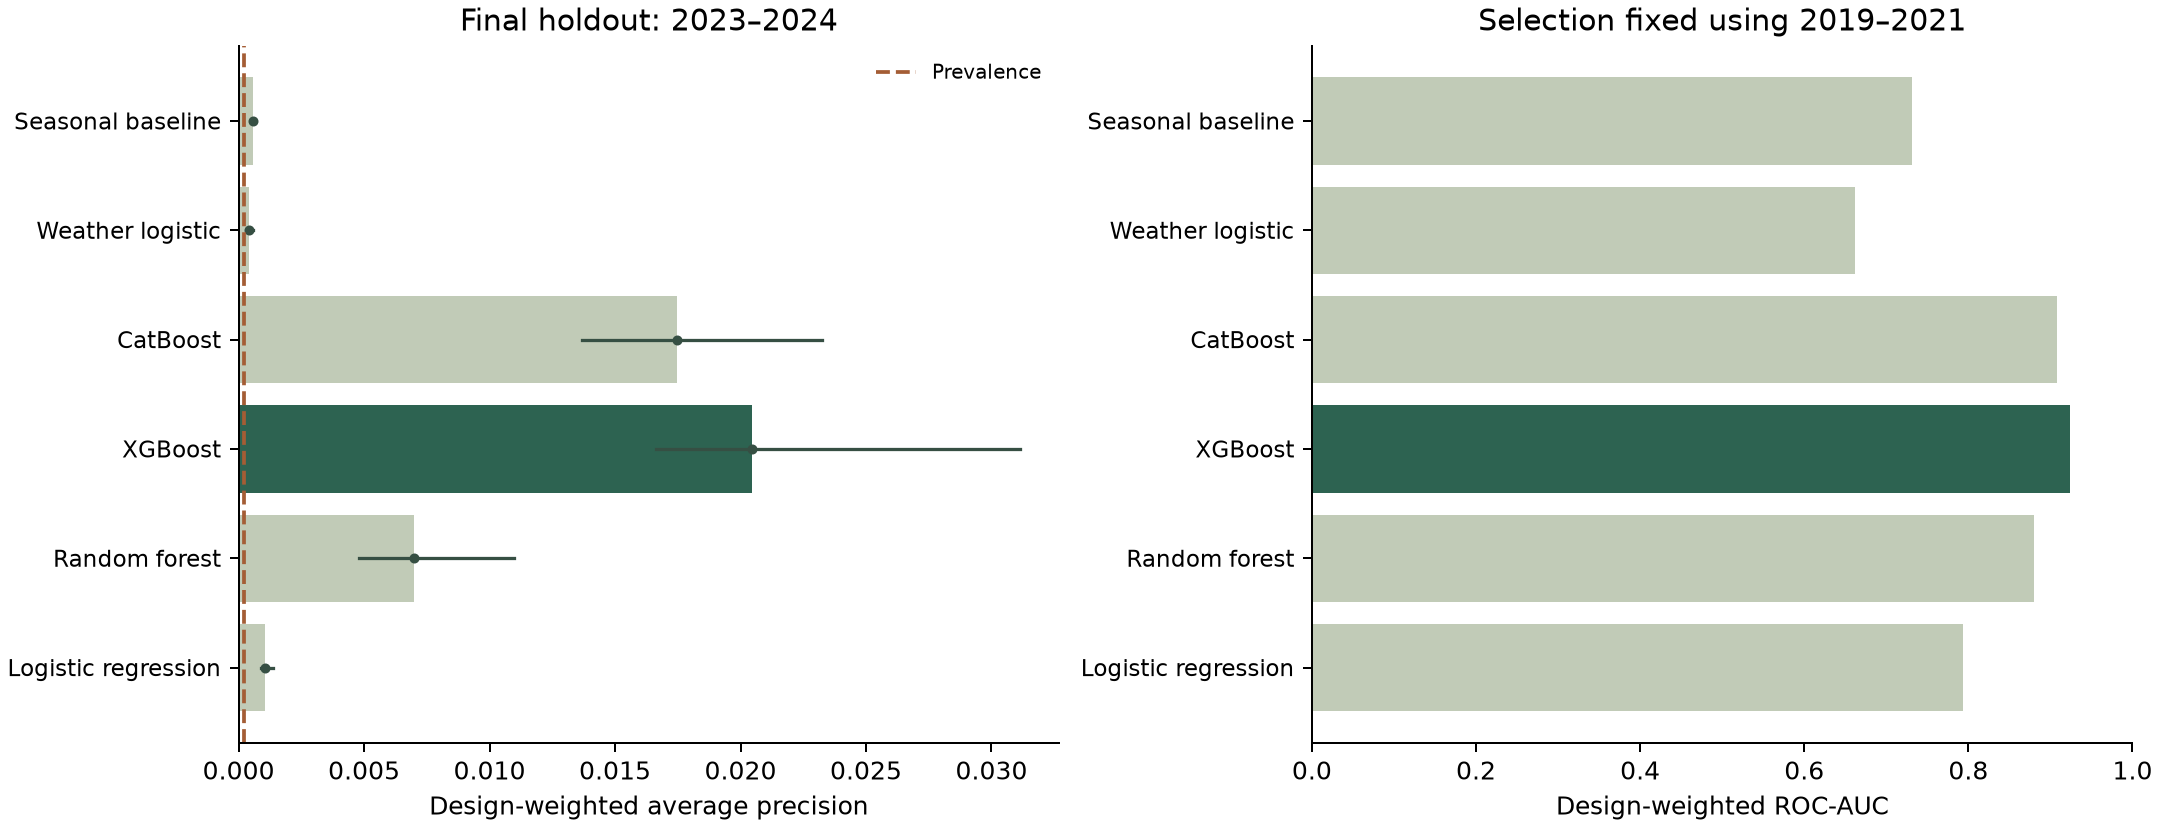 Final holdout: 2023–2024
Prevalence
Seasonal baseline
Weather logistic
CatBoost
XGBoost
Random forest
Logistic regression
0.000 0.005 0.010 0.015 0.020 0.025 0.030
Design-weighted average precision
Selection fixed using 2019–2021
Seasonal baseline
Weather logistic
CatBoost
XGBoost
Random forest
Logistic regression
0.0 0.2 0.4 0.6 0.8 1.0
Design-weighted ROC-AUC